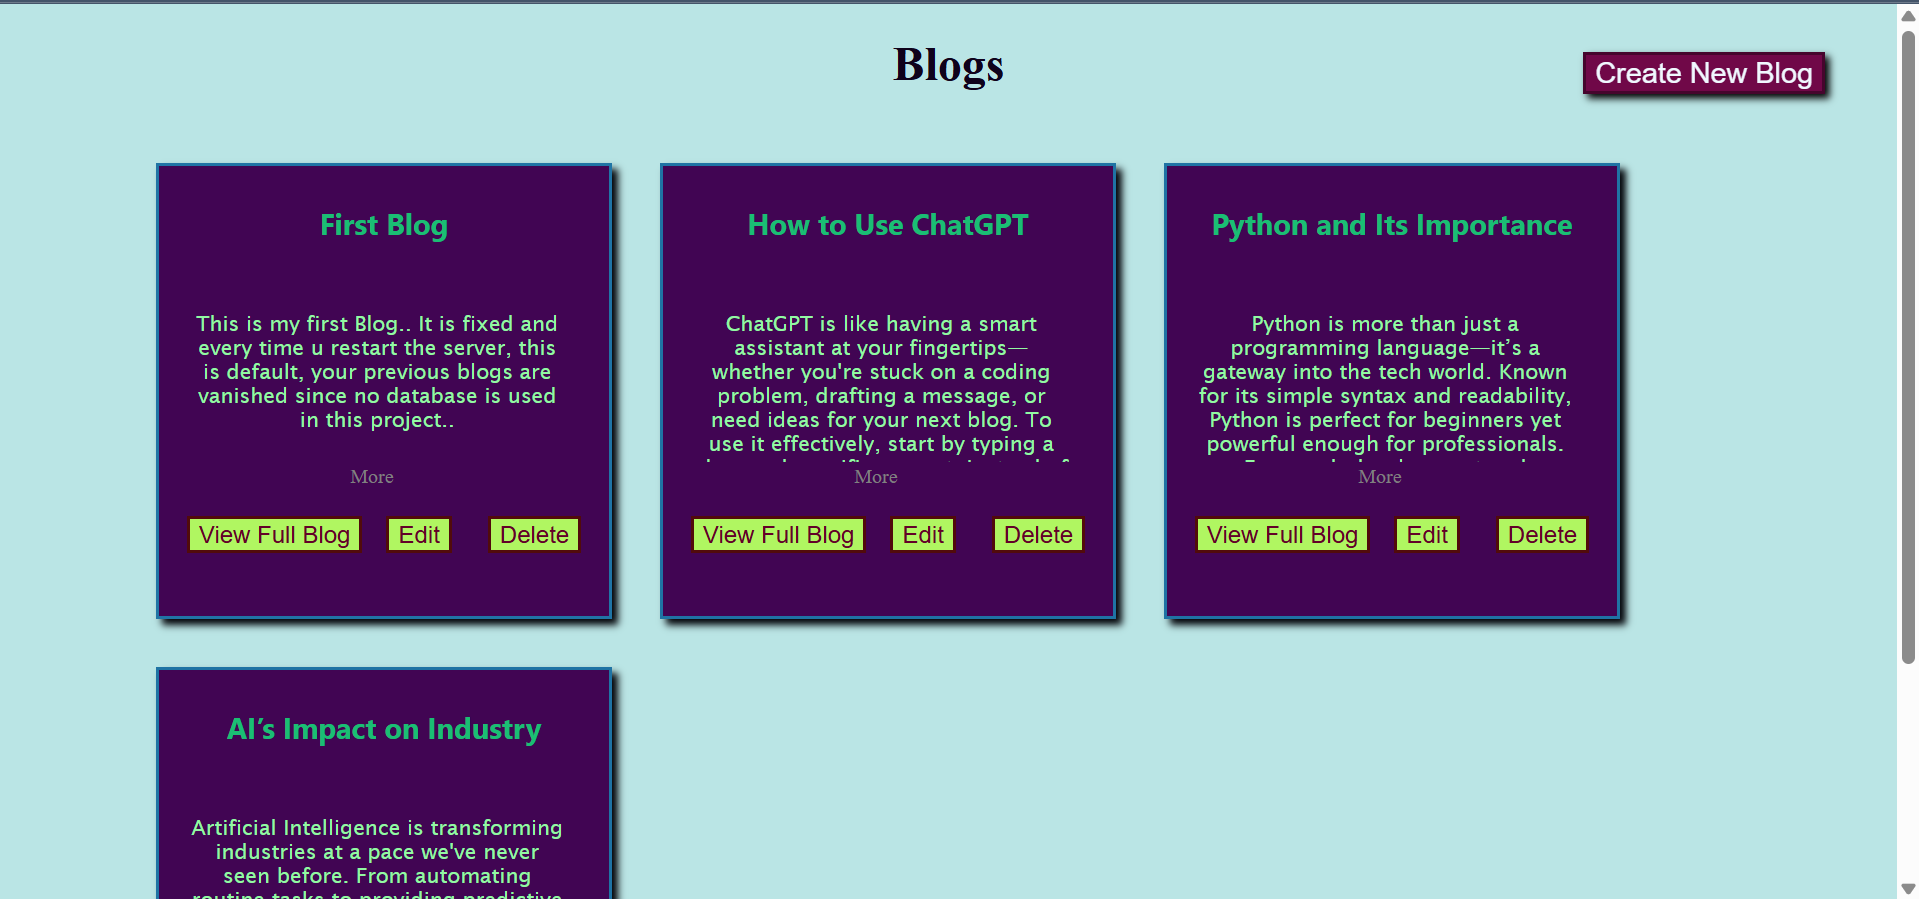 Blogs
Create New Blog
First Blog
This is my first Blog.. It is fixed and
every time u restart the server, this
is default, your previous blogs are
vanished since no database is used
in this project..
More
View Full Blog
Edit
Delete
How to Use ChatGPT
ChatGPT is like having a smart
assistant at your fingertips—
whether you're stuck on a coding
problem, drafting a message, or
need ideas for your next blog. To
use it effectively, start by typing a
More
View Full Blog
Edit
Delete
Python and Its Importance
Python is more than just a
programming language—it’s a
gateway into the tech world. Known
for its simple syntax and readability,
Python is perfect for beginners yet
powerful enough for professionals.
More
View Full Blog
Edit
Delete
AI’s Impact on Industry
Artificial Intelligence is transforming
industries at a pace we've never
seen before. From automating
routine tasks to providing predictive